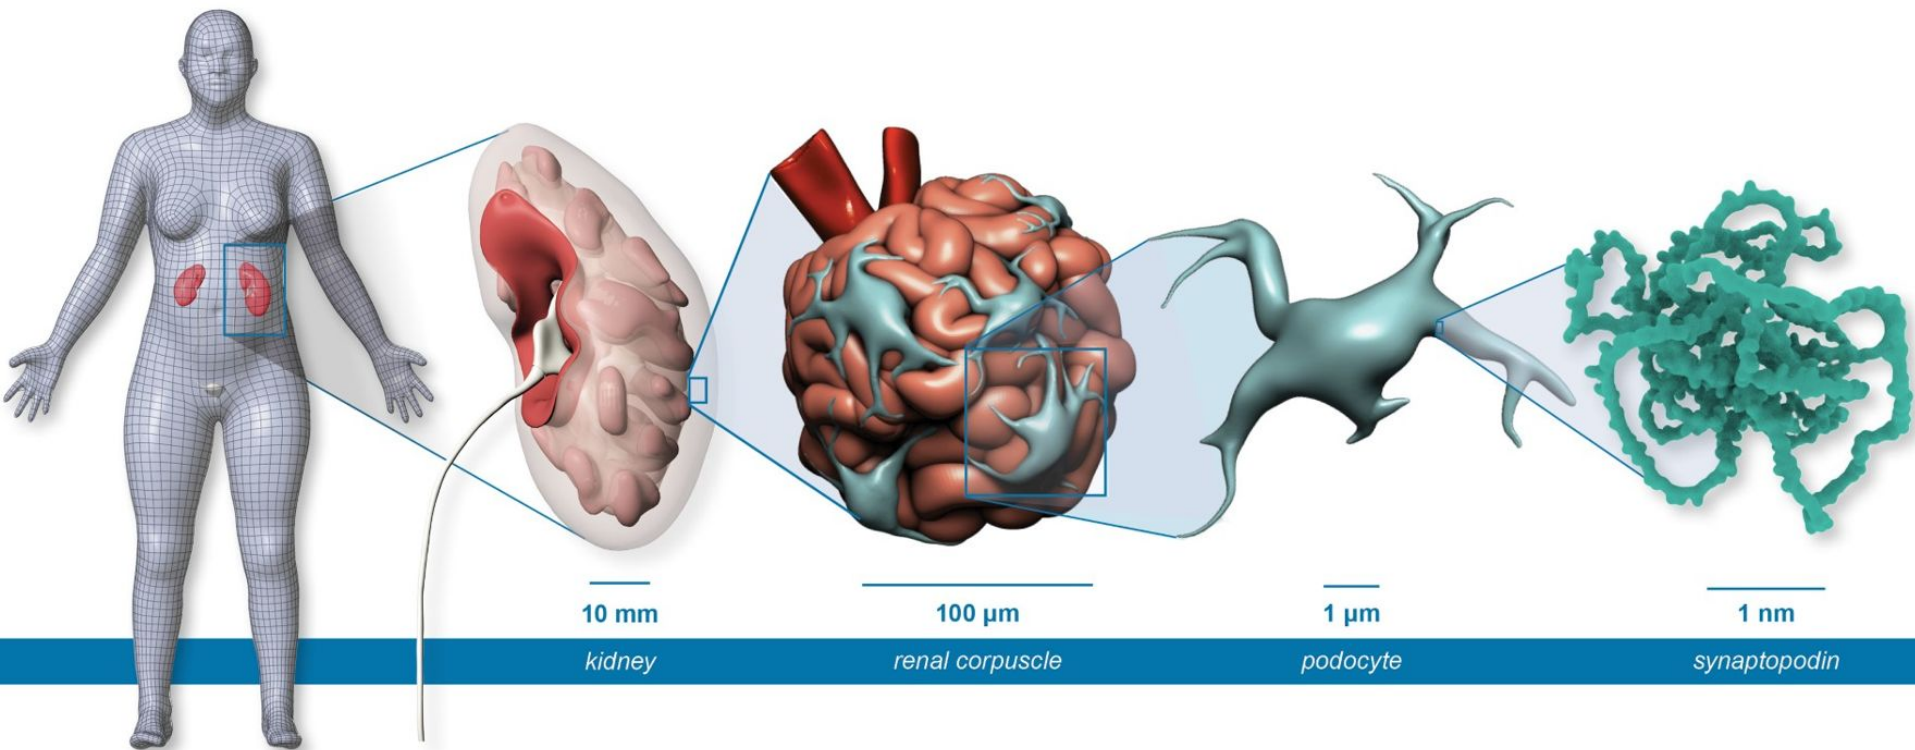 10 mm
100 µm
1 µm
1 nm
kidney
renal corpuscle
podocyte
synaptopodin